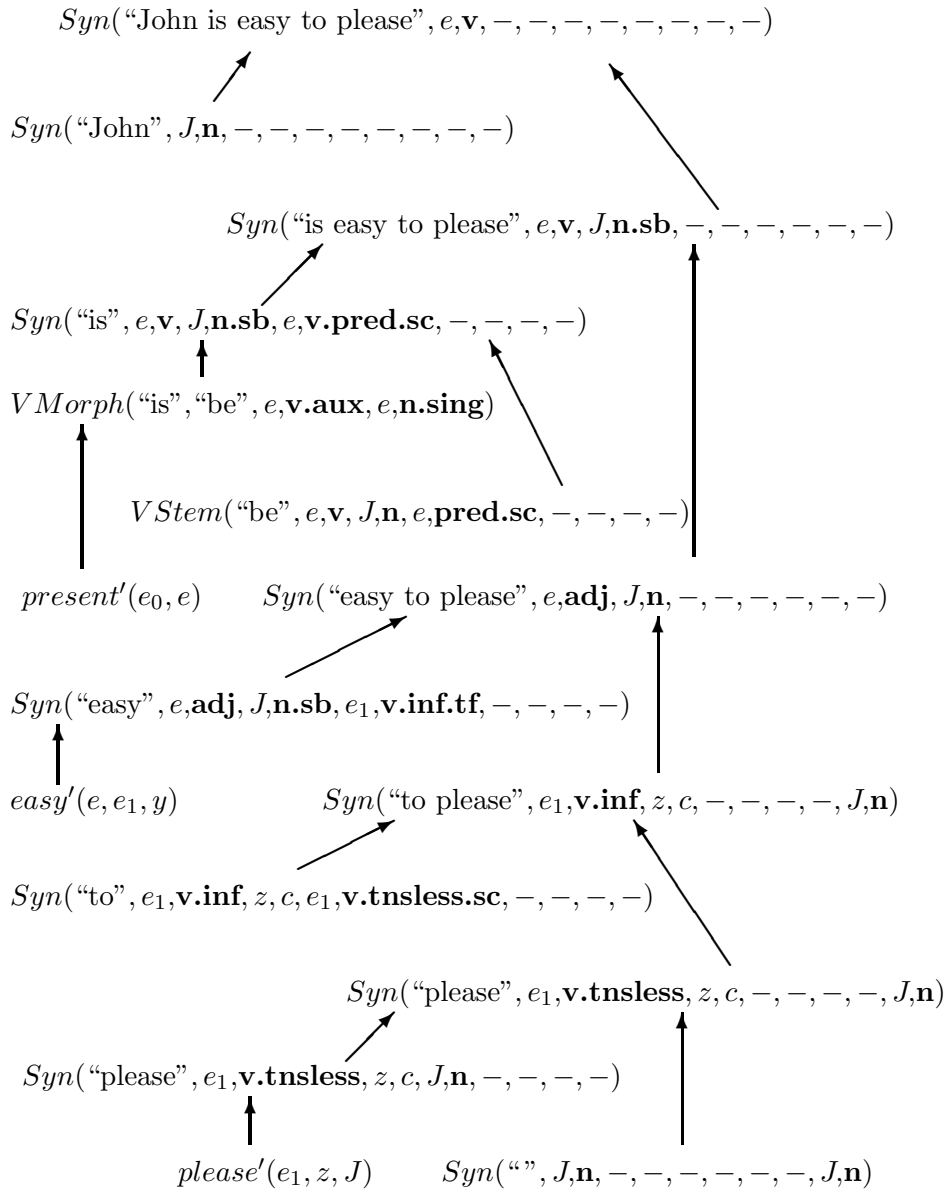 Syn(“John is easy to please”, e,v, –, –, –, –, –, –, –, –)
Syn(“John”, J,n, –, –, –, –, –, –, –, –)
Syn(“is easy to please”, e,v, J,n.sb, –, –, –, –, –, –)
Syn(“is”, e,v, J,n.sb, e,v.pred.sc, –, –, –, –)
VMorph(“is”,“be”, e,v.aux, e,n.sing)
VStem(“be”, e,v, J,n, e,pred.sc, –, –, –, –)
present′(e₀, e) Syn(“easy to please”, e,adj, J,n, –, –, –, –, –, –)
Syn(“easy”, e,adj, J,n.sb, e₁,v.inf.tf, –, –, –, –)
easy′(e, e₁, y) Syn(“to please”, e₁,v.inf, z, c, –, –, –, –, J,n)
Syn(“to”, e₁,v.inf, z, c, e₁,v.tnsless.sc, –, –, –, –)
Syn(“please”, e₁,v.tnsless, z, c, –, –, –, –, J,n)
Syn(“please”, e₁,v.tnsless, z, c, J,n, –, –, –, –)
please′(e₁, z, J) Syn(“”, J,n, –, –, –, –, –, –, J,n)